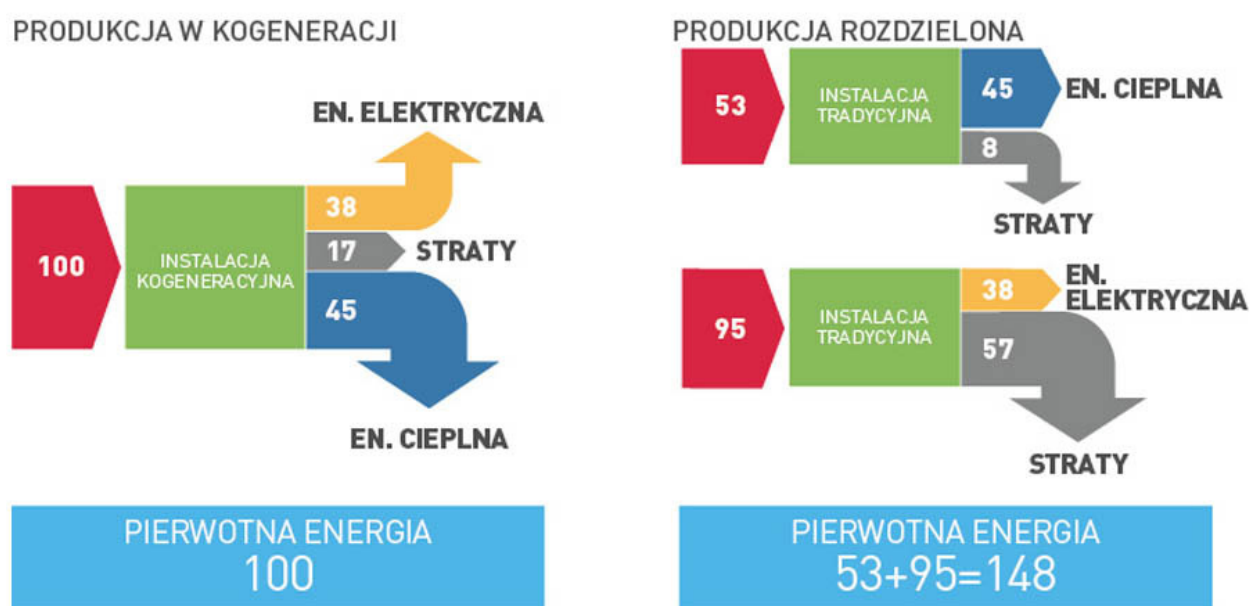 PRODUKCJA W KOGENERACJI
EN. ELEKTRYCZNA
100
INSTALACJA
KOGENERACYJNA
38
17
STRATY
45
EN. CIEPLNA
PIERWOTNA ENERGIA
100
PRODUKCJA ROZDZIELONA
53
INSTALACJA
TRADYCYJNA
45
EN. CIEPLNA
8
STRATY
95
INSTALACJA
TRADYCYJNA
38
EN.
ELEKTRYCZNA
57
STRATY
PIERWOTNA ENERGIA
53+95=148